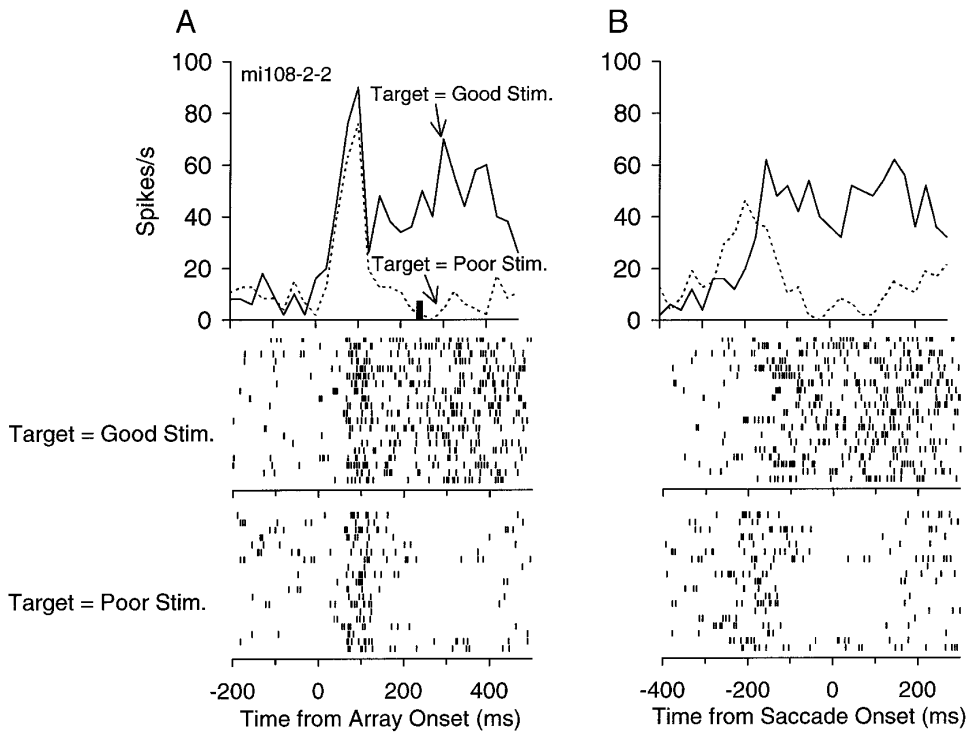 A
B
100
80
60
40
20
0
Spikes/s
mi108-2-2
Target = Good Stim.
Target = Poor Stim.
100
80
60
40
20
0
Target = Good Stim.
Target = Poor Stim.
-200 0 200 400
Time from Array Onset (ms)
-400 -200 0 200
Time from Saccade Onset (ms)